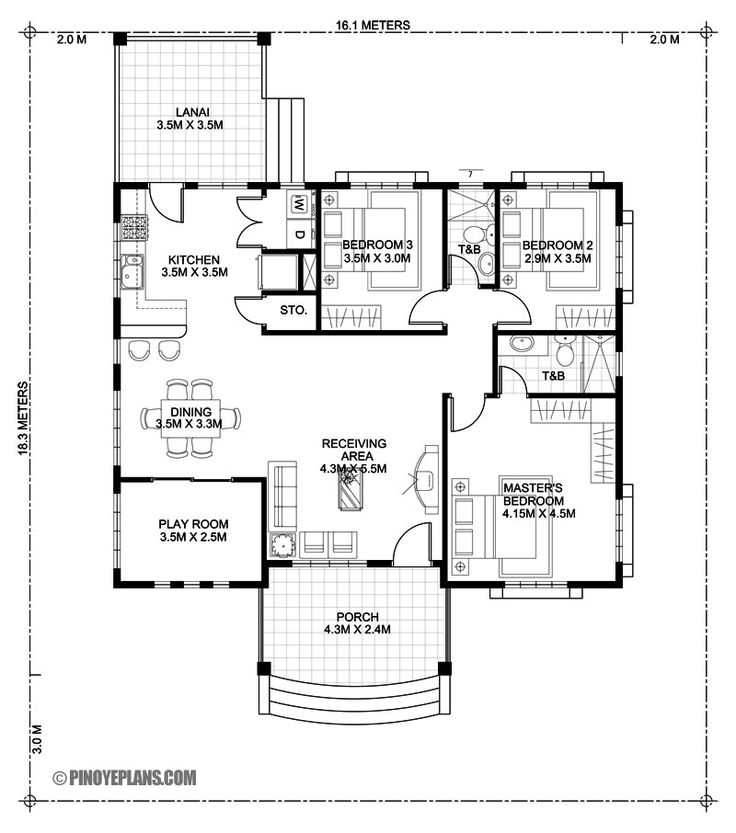 16.1 METERS
2.0 M
2.0 M
LANAI
3.5M X 3.5M
7
W
D
KITCHEN
3.5M X 3.5M
BEDROOM 3
3.5M X 3.0M
T&B
BEDROOM 2
2.9M X 3.5M
STO.
T&B
18.3 METERS
DINING
3.5M X 3.3M
RECEIVING
AREA
4.3M X 5.5M
MASTER'S
BEDROOM
4.15M X 4.5M
PLAY ROOM
3.5M X 2.5M
PORCH
4.3M X 2.4M
3.0 M
© PINOYEPLANS.COM